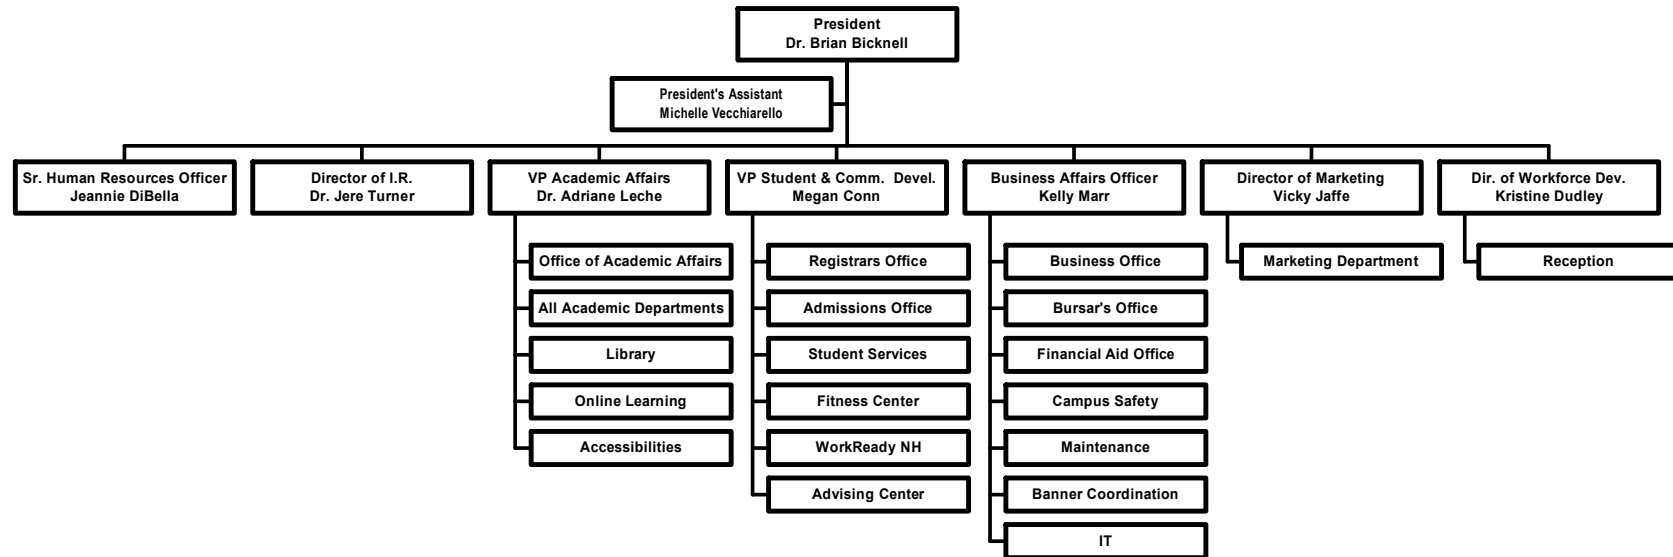 President
Dr. Brian Bicknell
President's Assistant
Michelle Vecchiarello
Sr. Human Resources Officer
Jeannie DiBella
Director of I.R.
Dr. Jere Turner
VP Academic Affairs
Dr. Adriane Leche
VP Student & Comm. Devel.
Megan Conn
Business Affairs Officer
Kelly Marr
Director of Marketing
Vicky Jaffe
Dir. of Workforce Dev.
Kristine Dudley
Office of Academic Affairs
All Academic Departments
Library
Online Learning
Accessibilities
Registrars Office
Admissions Office
Student Services
Fitness Center
WorkReady NH
Advising Center
Business Office
Bursar's Office
Financial Aid Office
Campus Safety
Maintenance
Banner Coordination
IT
Marketing Department
Reception